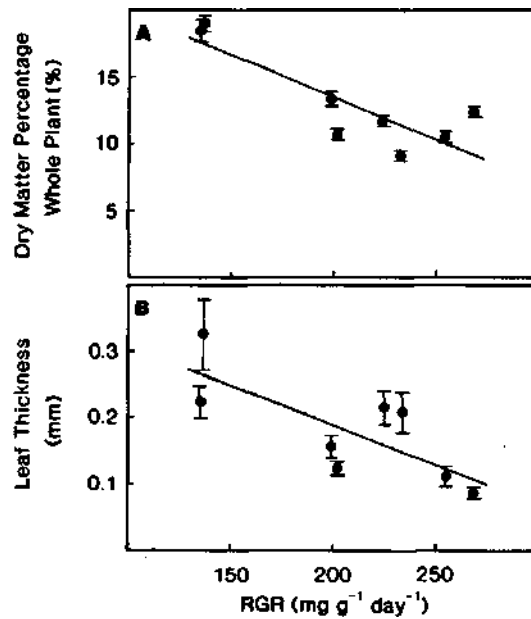 A
Dry Matter Percentage
Whole Plant (%)
15
10
5
B
Leaf Thickness
(mm)
0.3
0.2
0.1
150
200
250
RGR (mg g⁻¹ day⁻¹)